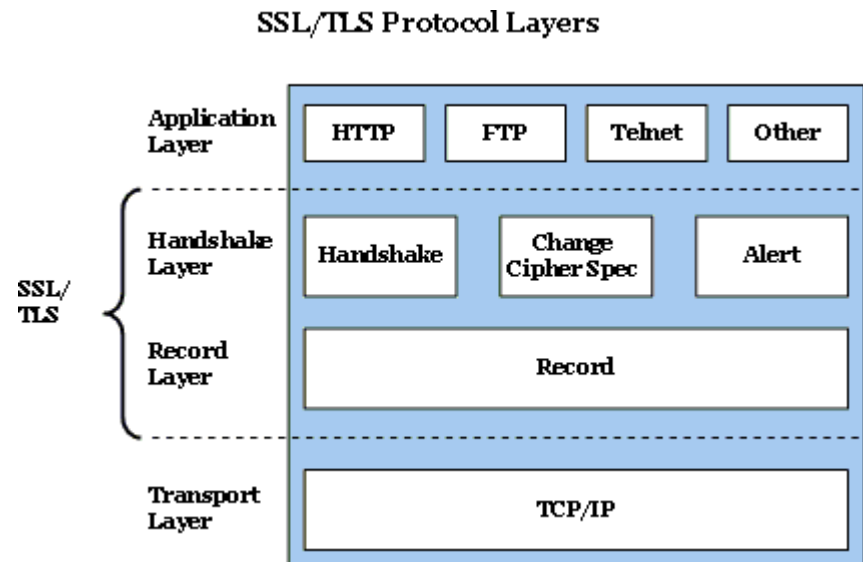 SSL/TLS Protocol Layers
Application
Layer
HTTP
FTP
Telnet
Other
SSL/
TLS
Handshake
Layer
Handshake
Change
Cipher Spec
Alert
Record
Layer
Record
Transport
Layer
TCP/IP